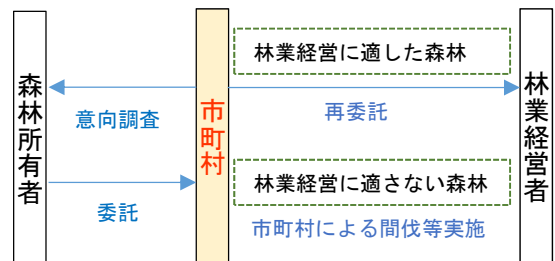 森林所有者
意向調査
委託
市町村
林業経営に適した森林
再委託
林業経営に適さない森林
市町村による間伐等実施
林業経営者